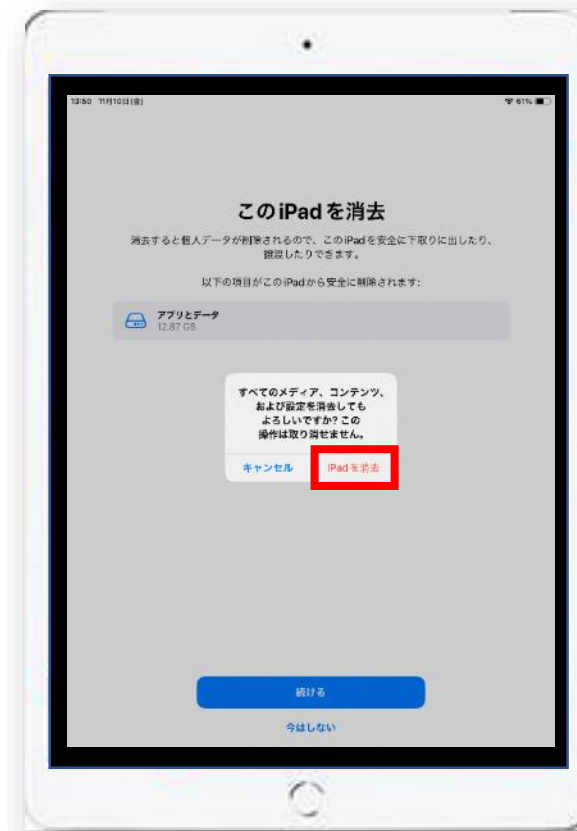 13:50 11月10日(金)
61%
このiPadを消去
消去すると個人データが削除されるので、このiPadを安全に下取りに出したり、
譲渡したりできます。
以下の項目がこのiPadから安全に削除されます:
アプリとデータ
12.87 GB
すべてのメディア、コンテンツ、
および設定を消去しても
よろしいですか?この
操作は取り消せません。
キャンセル iPadを消去
続ける
今はしない